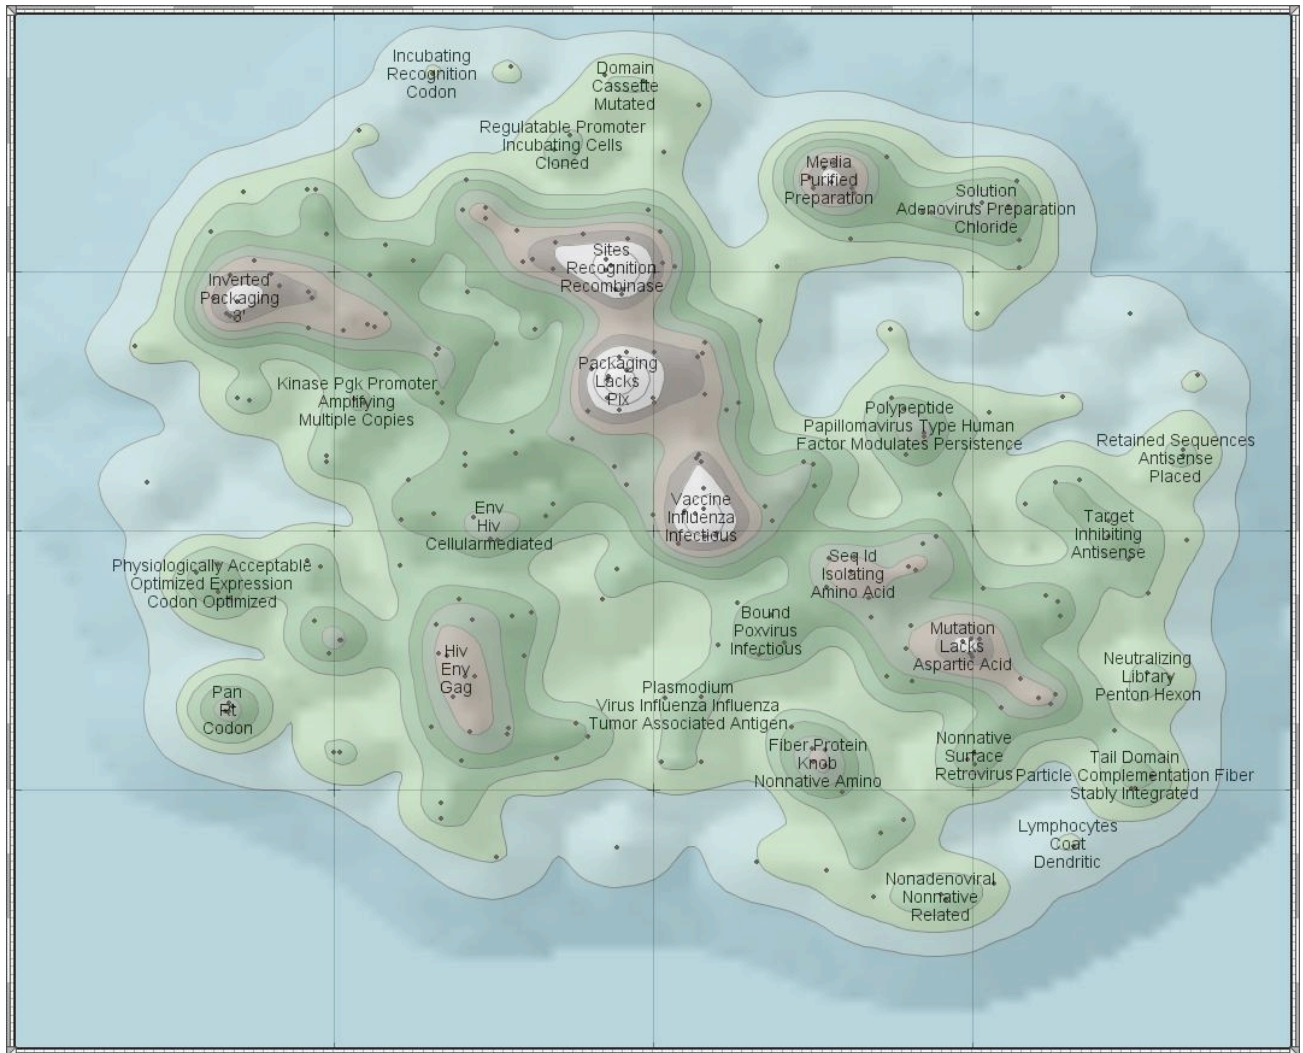 Incubating
Recognition
Codon
Domain
Cassette
Mutated
Regulatable Promoter
Incubating Cells
Cloned
Media
Purified
Preparation
Solution
Adenovirus Preparation
Chloride
Sites
Recognition
Recombinase
Inverted
Packaging
3'
Packaging
Lacks
Pix
Kinase Pgk Promoter
Amplifying
Multiple Copies
Polypeptide
Papillomavirus Type Human
Factor Modulates Persistence
Retained Sequences
Antisense
Placed
Vaccine
Influenza
Infectious
Env
Hiv
Cellularmediated
Target
Inhibiting
Antisense
Physiologically Acceptable
Optimized Expression
Codon Optimized
Seq Id
Isolating
Amino Acid
Bound
Poxvirus
Infectious
Mutation
Lacks
Aspartic Acid
Hiv
Env
Gag
Neutralizing
Library
Penton Hexon
Pan
Codon
Plasmodium
Virus Influenza Influenza
Tumor Associated Antigen
Fiber Protein
Knob
Nonnative Amino
Nonnative
Surface
Retrovirus Particle
Tail Domain
Complementation Fiber
Stably Integrated
Lymphocytes
Coat
Dendritic
Nonadenoviral
Nonnative
Related